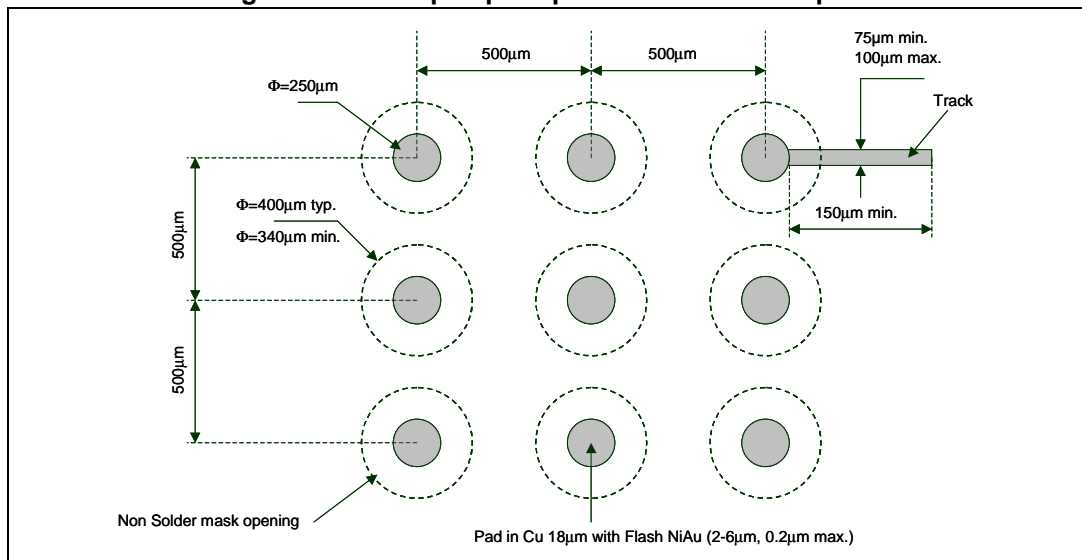 500µm
500µm
75µm min.
100µm max.
Φ=250µm
Track
Φ=400µm typ.
Φ=340µm min.
150µm min.
500µm
500µm
Non Solder mask opening
Pad in Cu 18µm with Flash NiAu (2-6µm, 0.2µm max.)